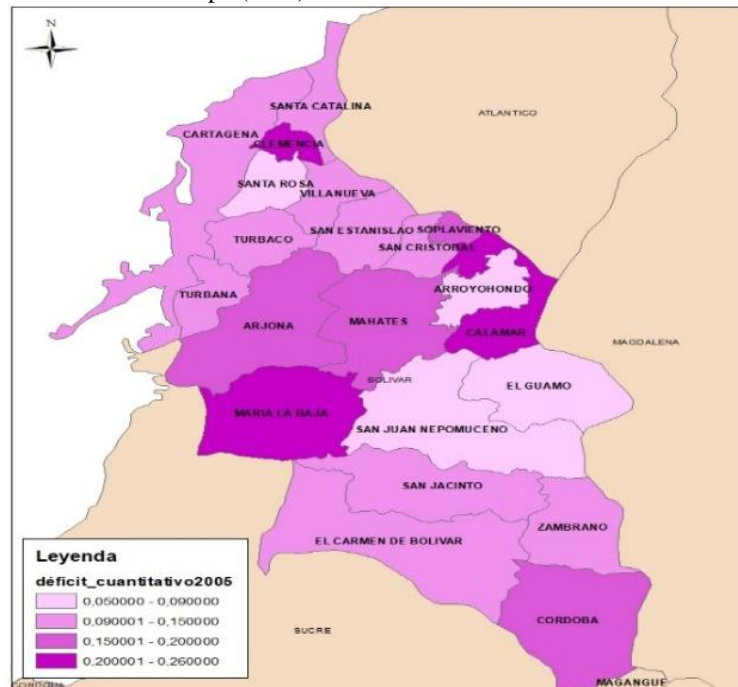 N
SANTA CATALINA
ATLANTICO
CARTAGENA
CLEMENCIA
SANTA ROSA
VILLANUEVA
SAN ESTANISLAO
SOPLAVIENTO
TURBACO
SAN CRISTOBAL
TURBANA
ARROYOHONDO
ARJONA
MAHATES
CALAMAR
MAGDALENA
BOLIVAR
EL GUAMO
MARIA LA BAJA
SAN JUAN NEPOMUCENO
SAN JACINTO
ZAMBRANO
EL CARMEN DE BOLIVAR
Leyenda
déficit_cuantitativo2005
0,050000 - 0,090000
0,090001 - 0,150000
0,150001 - 0,200000
0,200001 - 0,260000
CORDOBA
SUCRE
MAGANGUE
CORDOBA